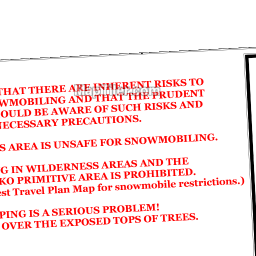 THAT THERE ARE INHERENT RISKS TO
WMOBILING AND THAT THE PRUDENT
OULD BE AWARE OF SUCH RISKS AND
NECESSARY PRECAUTIONS.
S AREA IS UNSAFE FOR SNOWMOBILING.
G IN WILDERNESS AREAS AND THE
KO PRIMITIVE AREA IS PROHIBITED.
est Travel Plan Map for snowmobile restrictions.)
PING IS A SERIOUS PROBLEM!
OVER THE EXPOSED TOPS OF TREES.